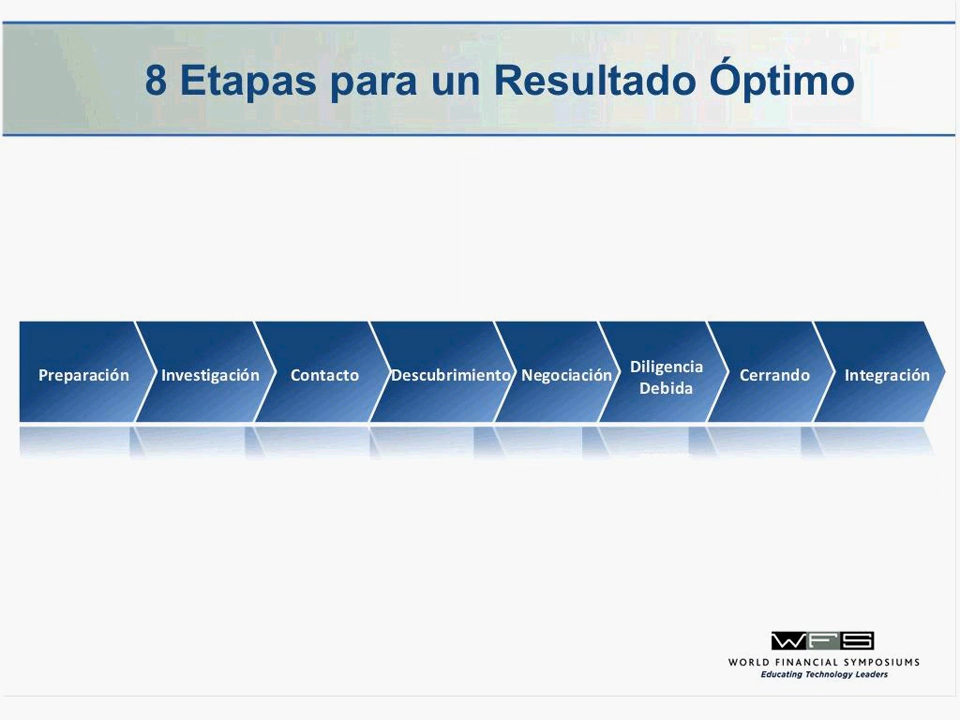 8 Etapas para un Resultado Óptimo
Preparación
Investigación
Contacto
Descubrimiento
Negociación
Diligencia
Debida
Cerrando
Integración
WFS
WORLD FINANCIAL SYMPOSIUMS
Educating Technology Leaders